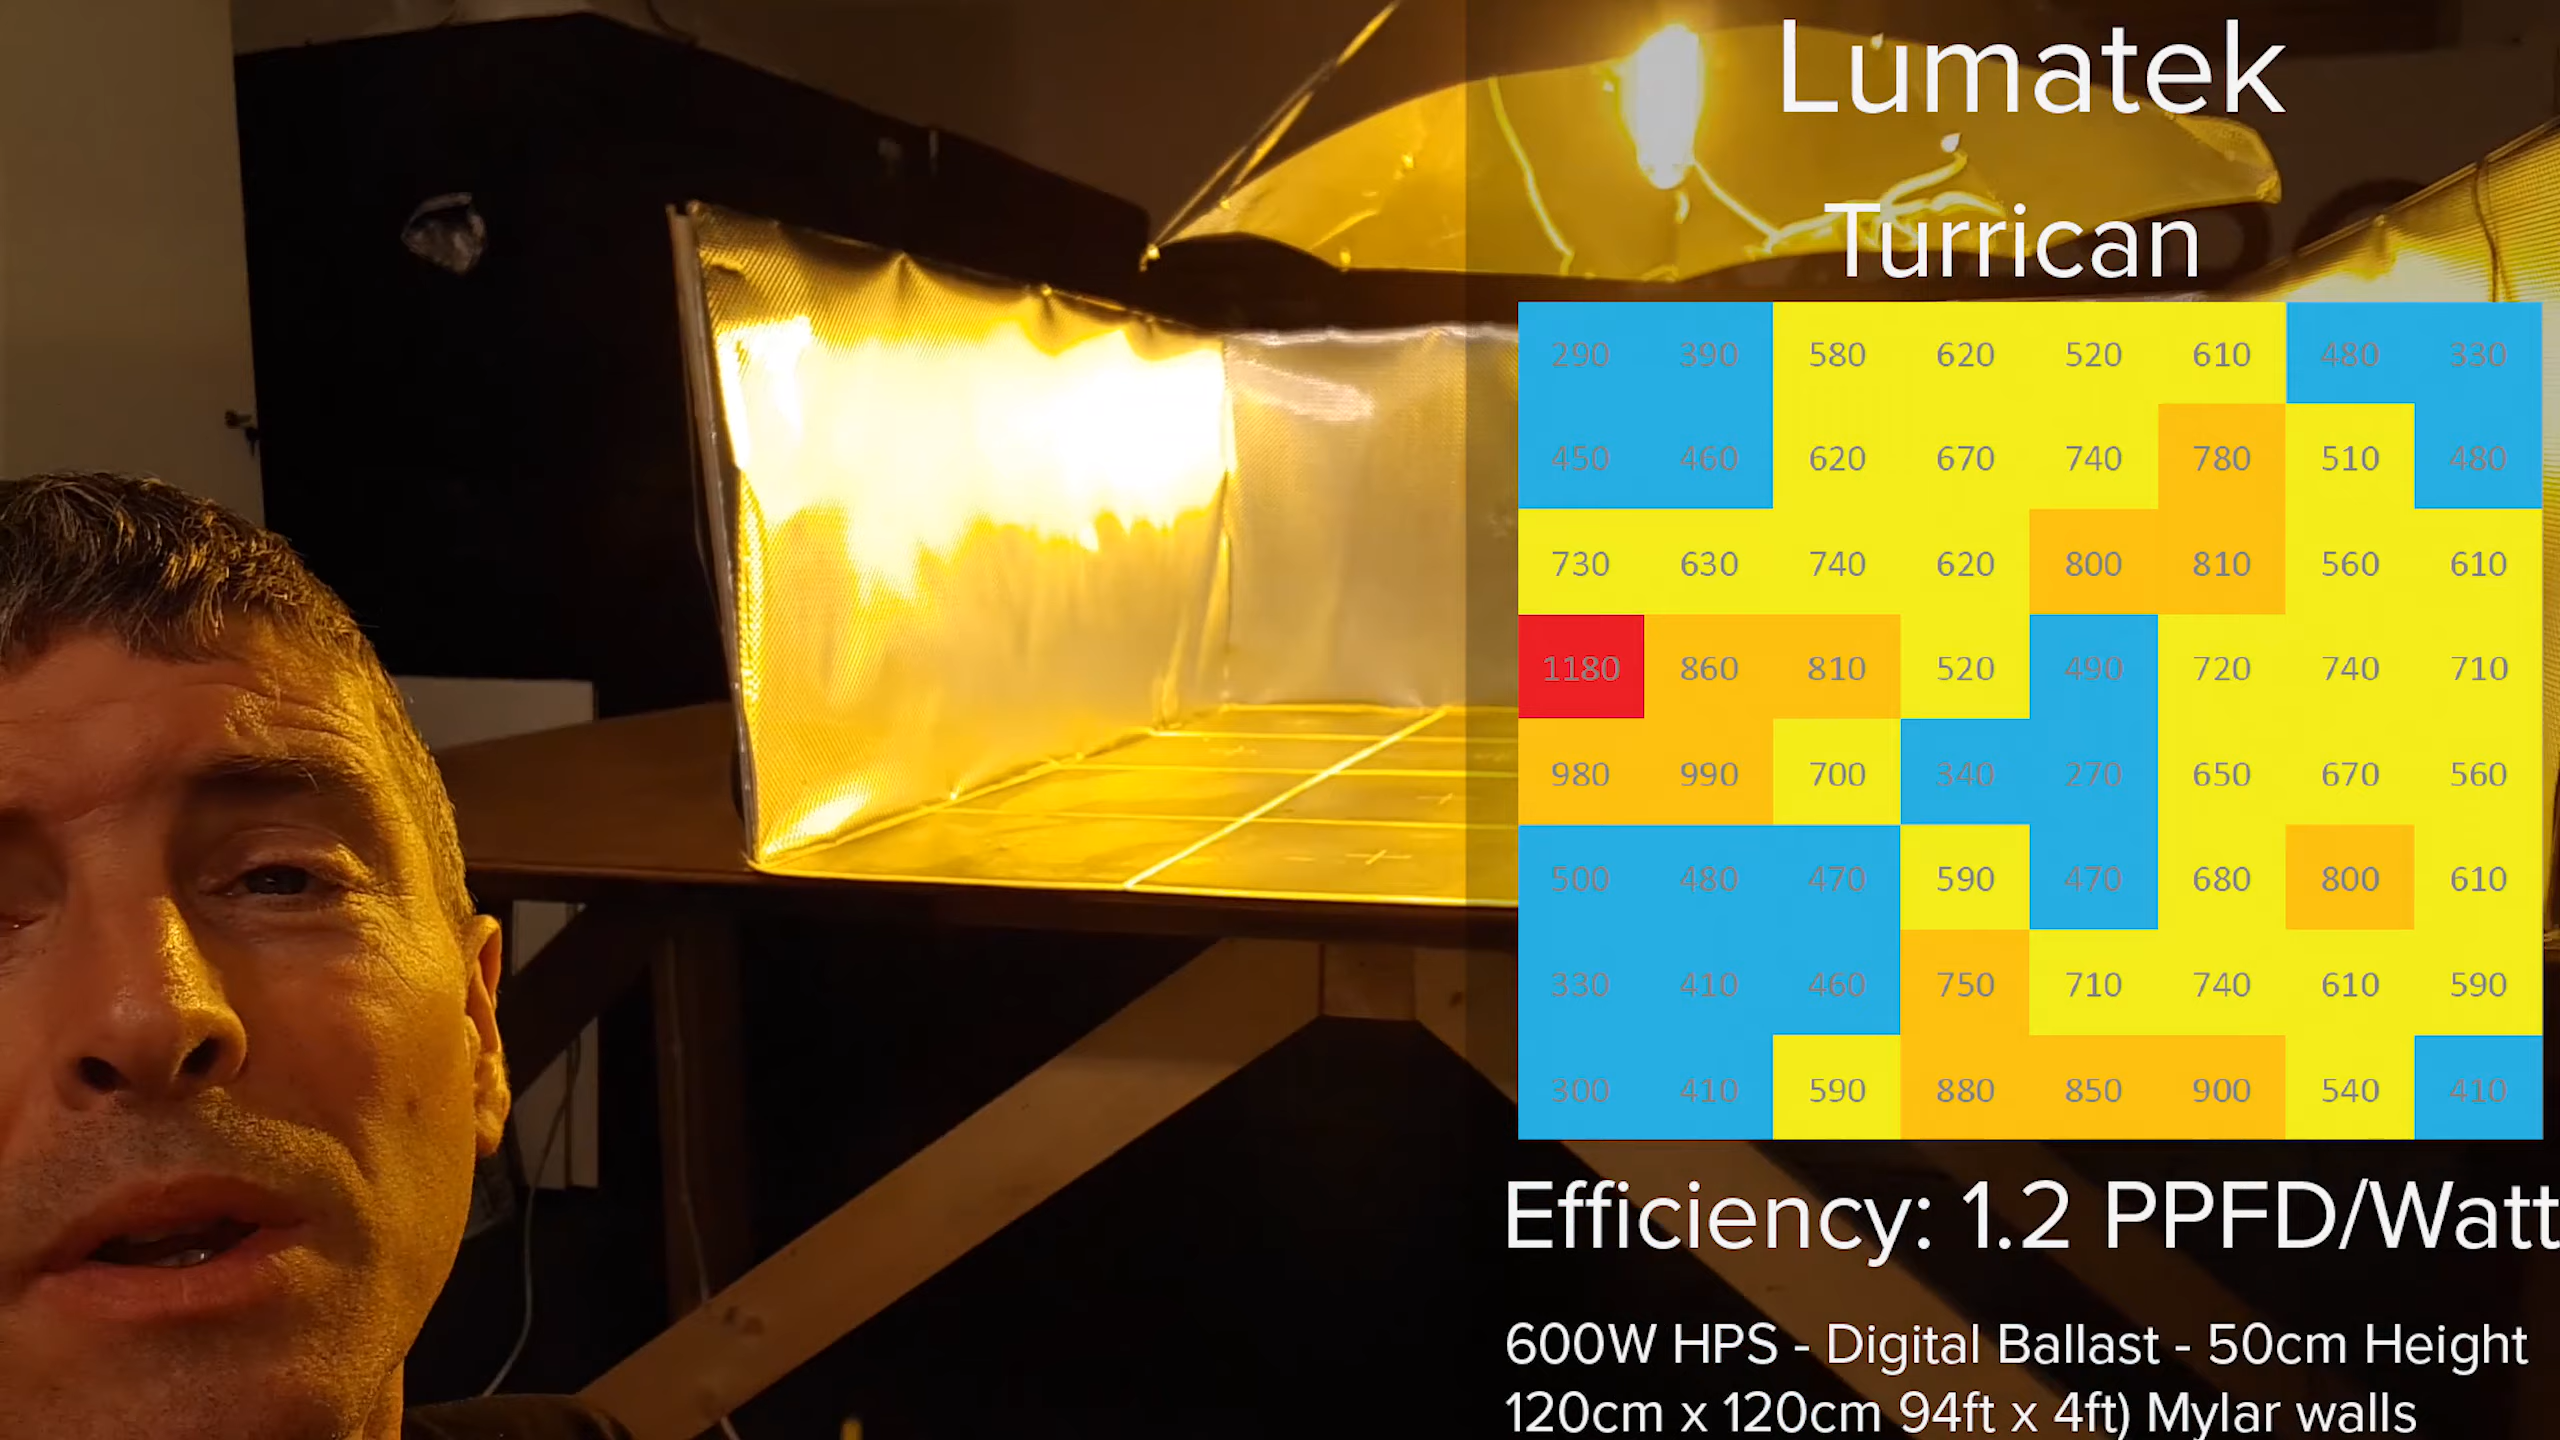 Lumatek
Turrican
290 390 580 620 520 610 480 330
450 460 620 670 740 780 510 480
730 630 740 620 800 810 560 610
1180 860 810 520 490 720 740 710
980 990 700 340 270 650 670 560
500 480 470 590 470 680 800 610
330 410 460 750 710 740 610 590
300 410 590 880 850 900 540 410
Efficiency: 1.2 PPFD/Watt
600W HPS - Digital Ballast - 50cm Height
120cm x 120cm 94ft x 4ft) Mylar walls